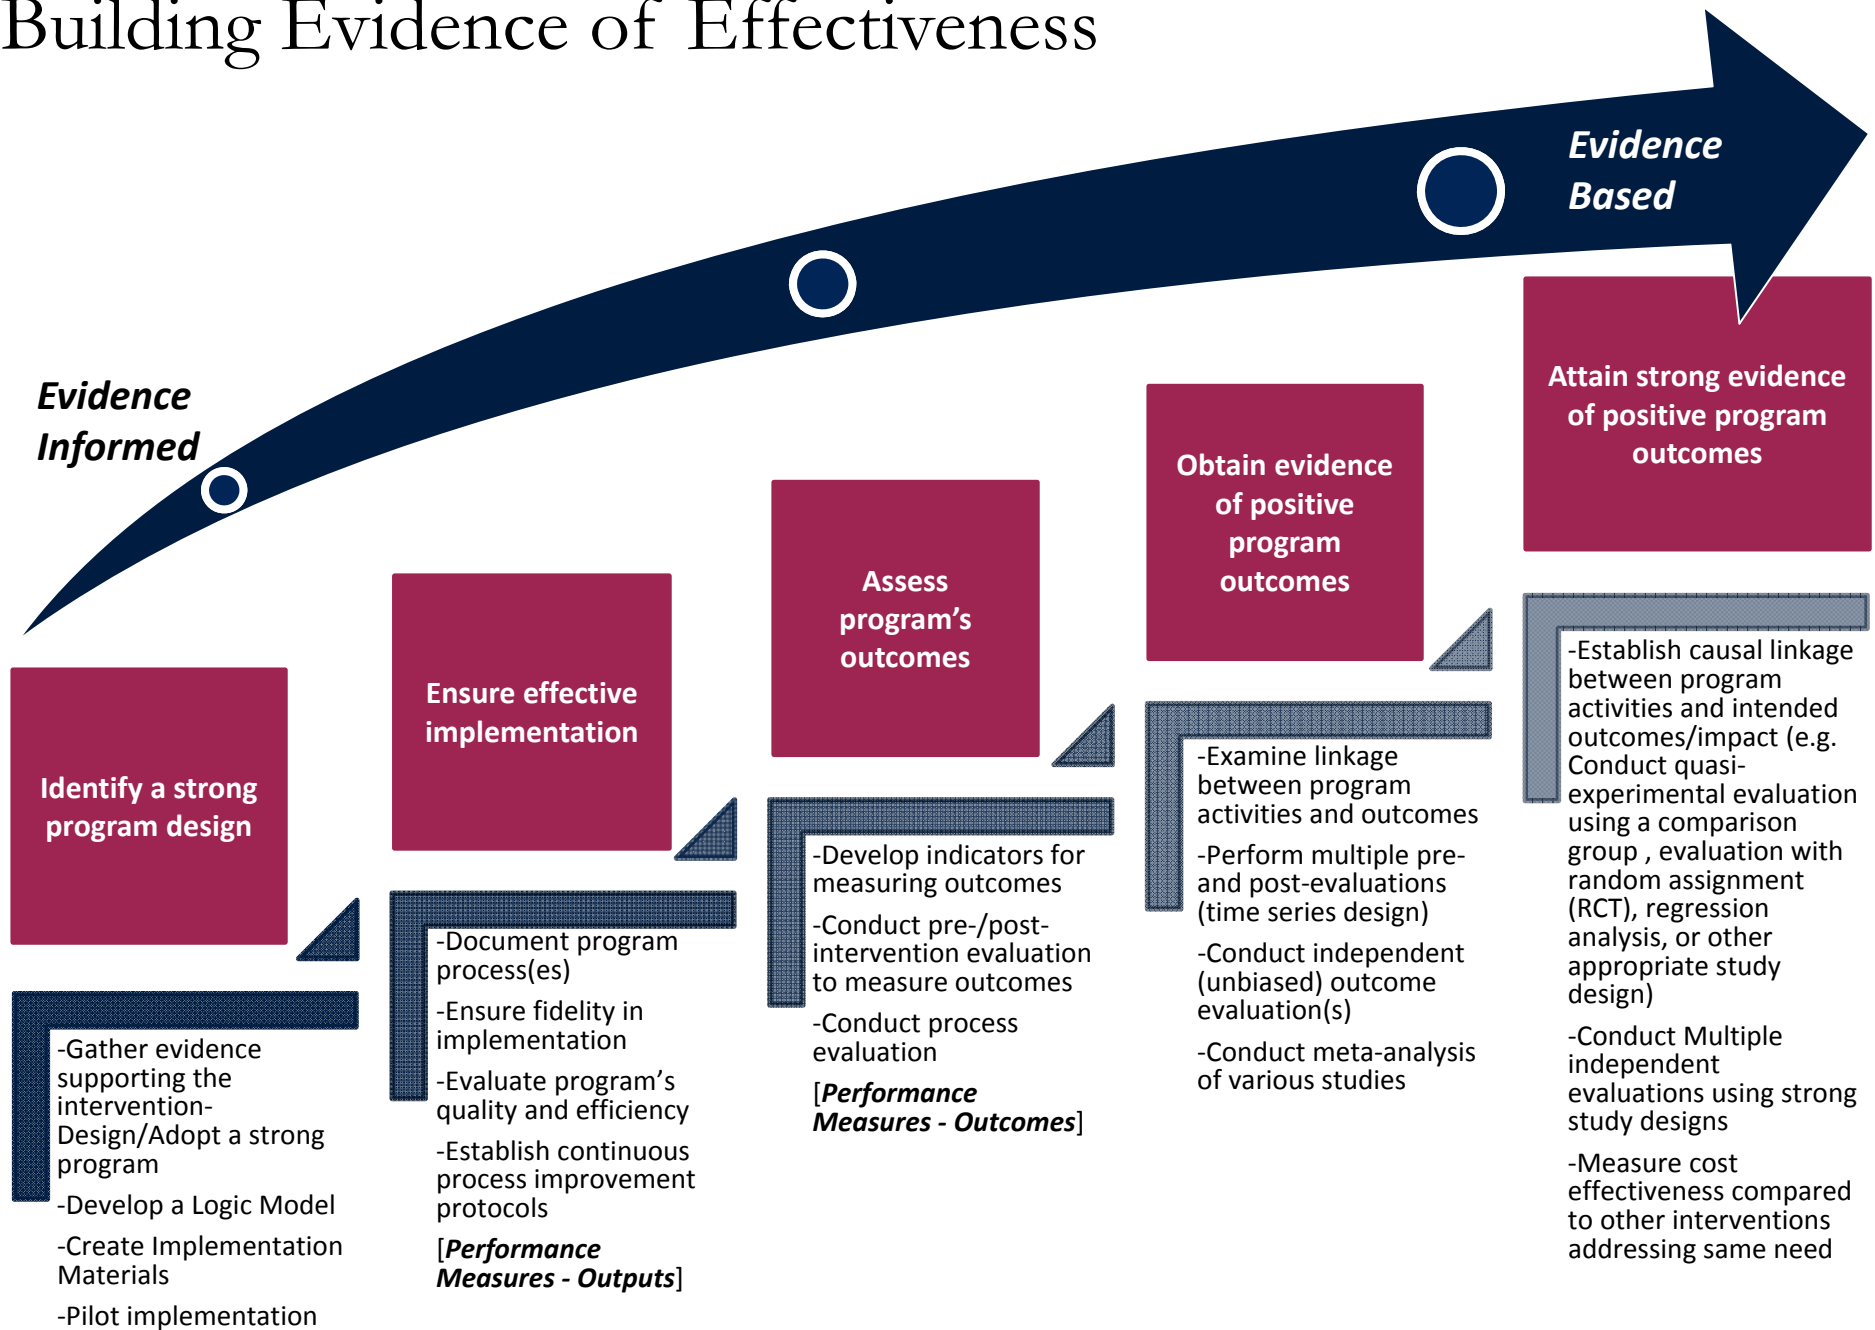 Building Evidence of Effectiveness
Evidence
Based
Evidence
Informed
Identify a strong
program design
-Gather evidence
supporting the
intervention-
Design/Adopt a strong
program
-Develop a Logic Model
-Create Implementation
Materials
-Pilot implementation
Ensure effective
implementation
-Document program
process(es)
-Ensure fidelity in
implementation
-Evaluate program’s
quality and efficiency
-Establish continuous
process improvement
protocols
[Performance
Measures - Outputs]
Assess
program’s
outcomes
-Develop indicators for
measuring outcomes
-Conduct pre-/post-
intervention evaluation
to measure outcomes
-Conduct process
evaluation
[Performance
Measures - Outcomes]
Obtain evidence
of positive
program
outcomes
-Examine linkage
between program
activities and outcomes
-Perform multiple pre-
and post-evaluations
(time series design)
-Conduct independent
(unbiased) outcome
evaluation(s)
-Conduct meta-analysis
of various studies
Attain strong evidence
of positive program
outcomes
-Establish causal linkage
between program
activities and intended
outcomes/impact (e.g.
Conduct quasi-
experimental evaluation
using a comparison
group , evaluation with
random assignment
(RCT), regression
analysis, or other
appropriate study
design)
-Conduct Multiple
independent
evaluations using strong
study designs
-Measure cost
effectiveness compared
to other interventions
addressing same need